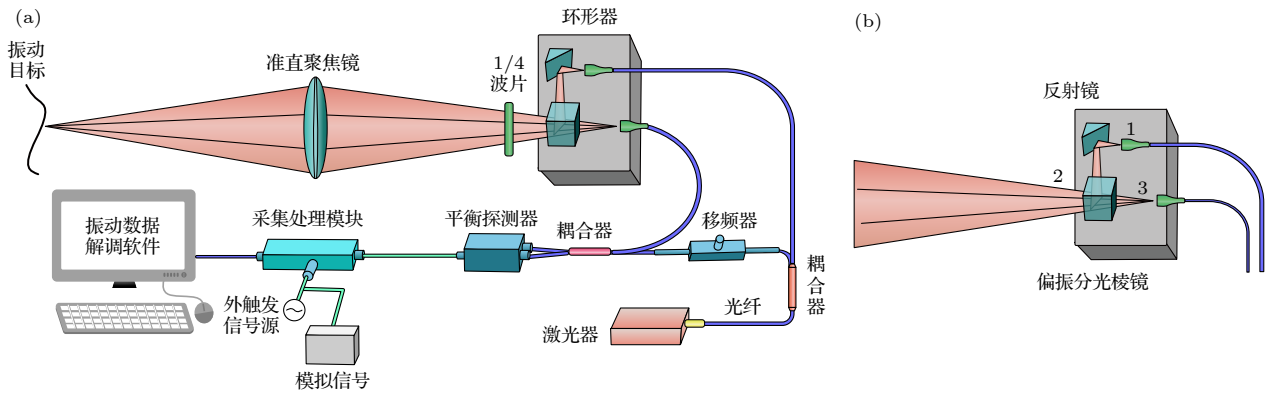 (a)
环形器
振动
目标
准直聚焦镜
1/4
波片
振动数据
解调软件
采集处理模块
平衡探测器
耦合器
移频器
耦
合
器
外触发
信号源
模拟信号
激光器
光纤
(b)
反射镜
1
2
3
偏振分光棱镜